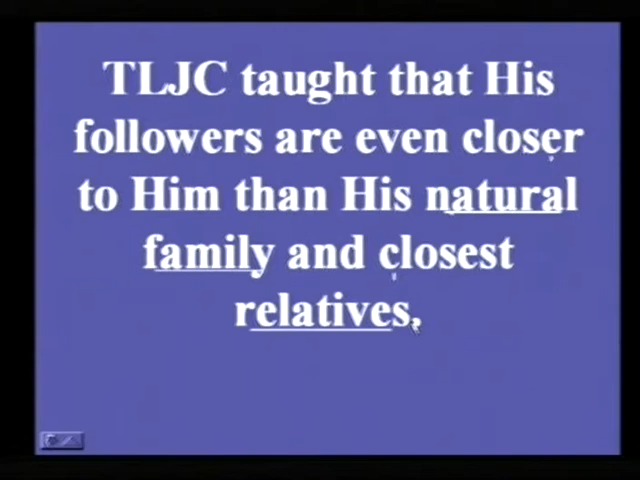 TLJC taught that His
followers are even closer
to Him than His natural
family and closest
relatives.